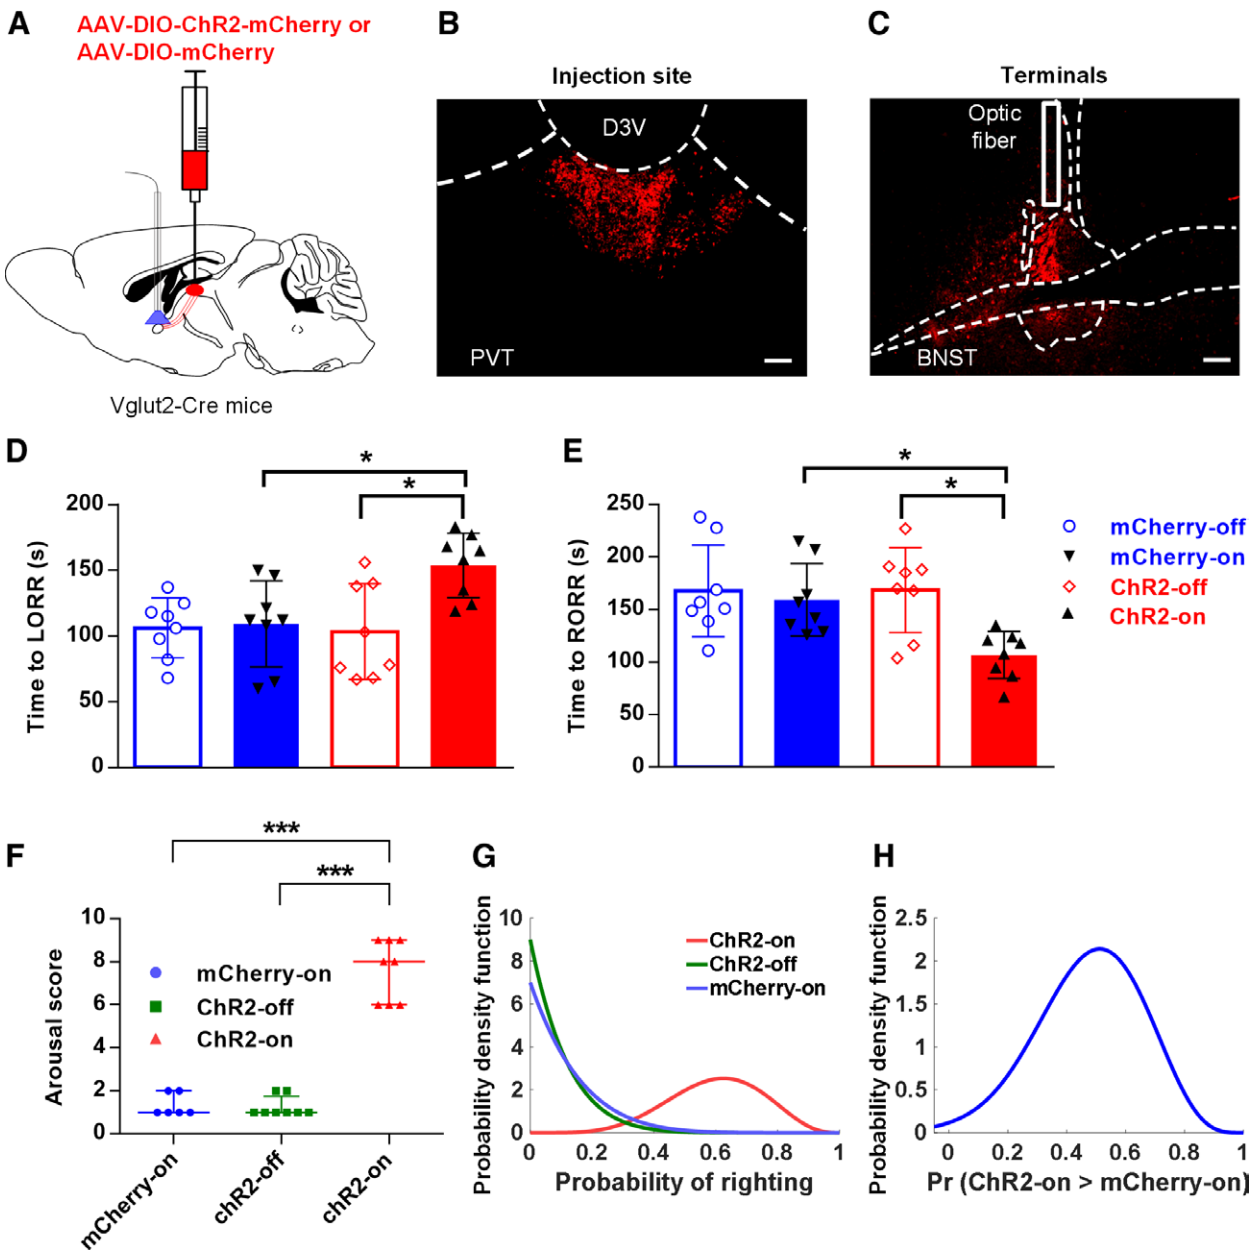 A
AAV-DIO-ChR2-mCherry or
AAV-DIO-mCherry
Vglut2-Cre mice
B
Injection site
D3V
PVT
C
Terminals
Optic
fiber
BNST
D
Time to LORR (s)
200
150
100
50
0
*
*
E
Time to RORR (s)
250
200
150
100
50
0
*
*
mCherry-off
mCherry-on
ChR2-off
ChR2-on
F
Arousal score
10
8
6
4
2
0
***
***
mCherry-on
ChR2-off
ChR2-on
mCherry-on
chR2-off
chR2-on
G
Probability density function
10
8
6
4
2
0
ChR2-on
ChR2-off
mCherry-on
0 0.2 0.4 0.6 0.8 1
Probability of righting
H
Probability density function
2.5
2
1.5
1
0.5
0
0 0.2 0.4 0.6 0.8 1
Pr (ChR2-on > mCherry-on)